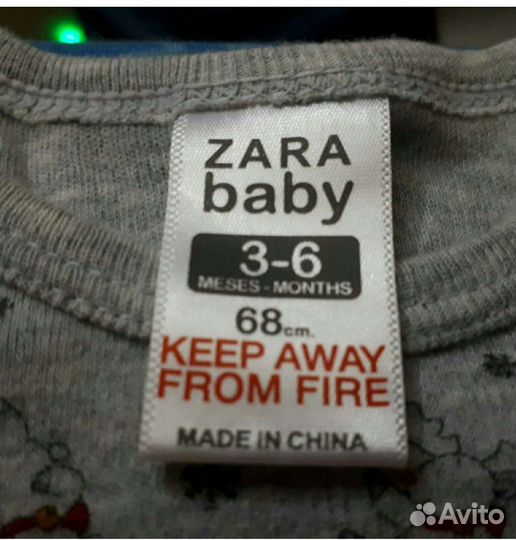 ZARA
baby
3-6
MESES - MONTHS
68cm.
KEEP AWAY
FROM FIRE
MADE IN CHINA
Avito